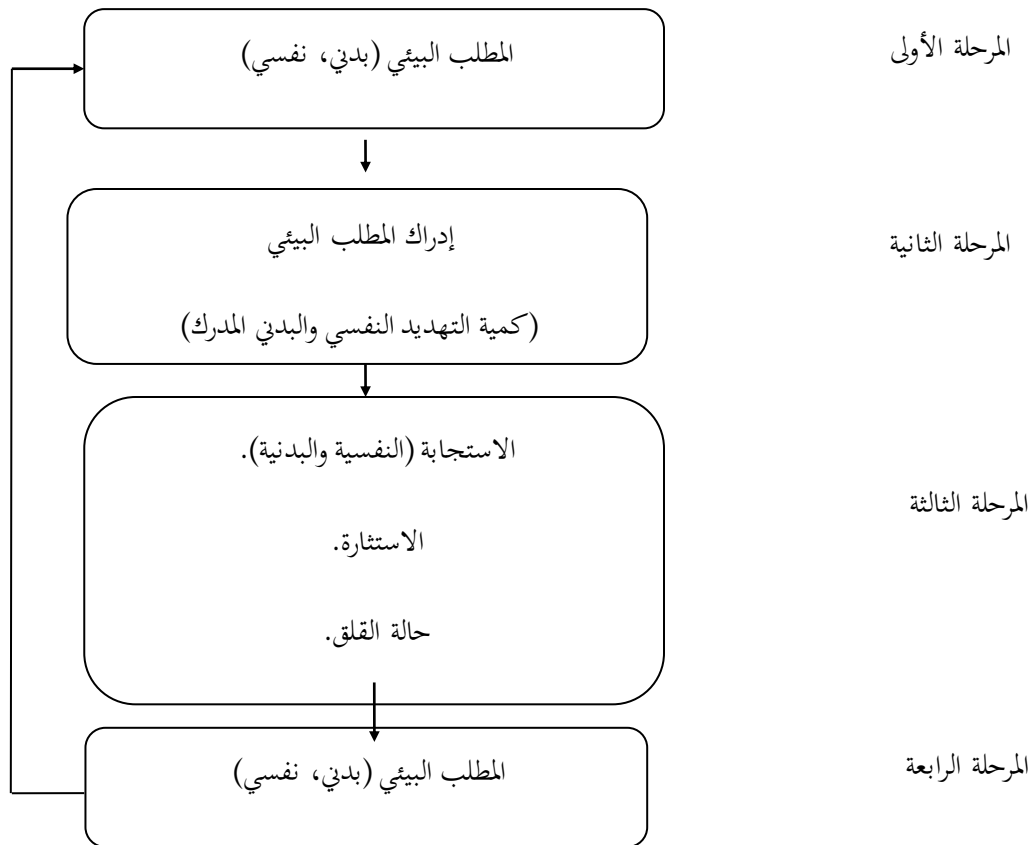 المرحلة الأولى
المطلب البيئي (بدني، نفسي)
المرحلة الثانية
إدراك المطلب البيئي
(كمية التهديد النفسي والبدني المدرك)
المرحلة الثالثة
الاستجابة (النفسية والبدنية).
الاستثارة.
حالة القلق.
المرحلة الرابعة
المطلب البيئي (بدني، نفسي)